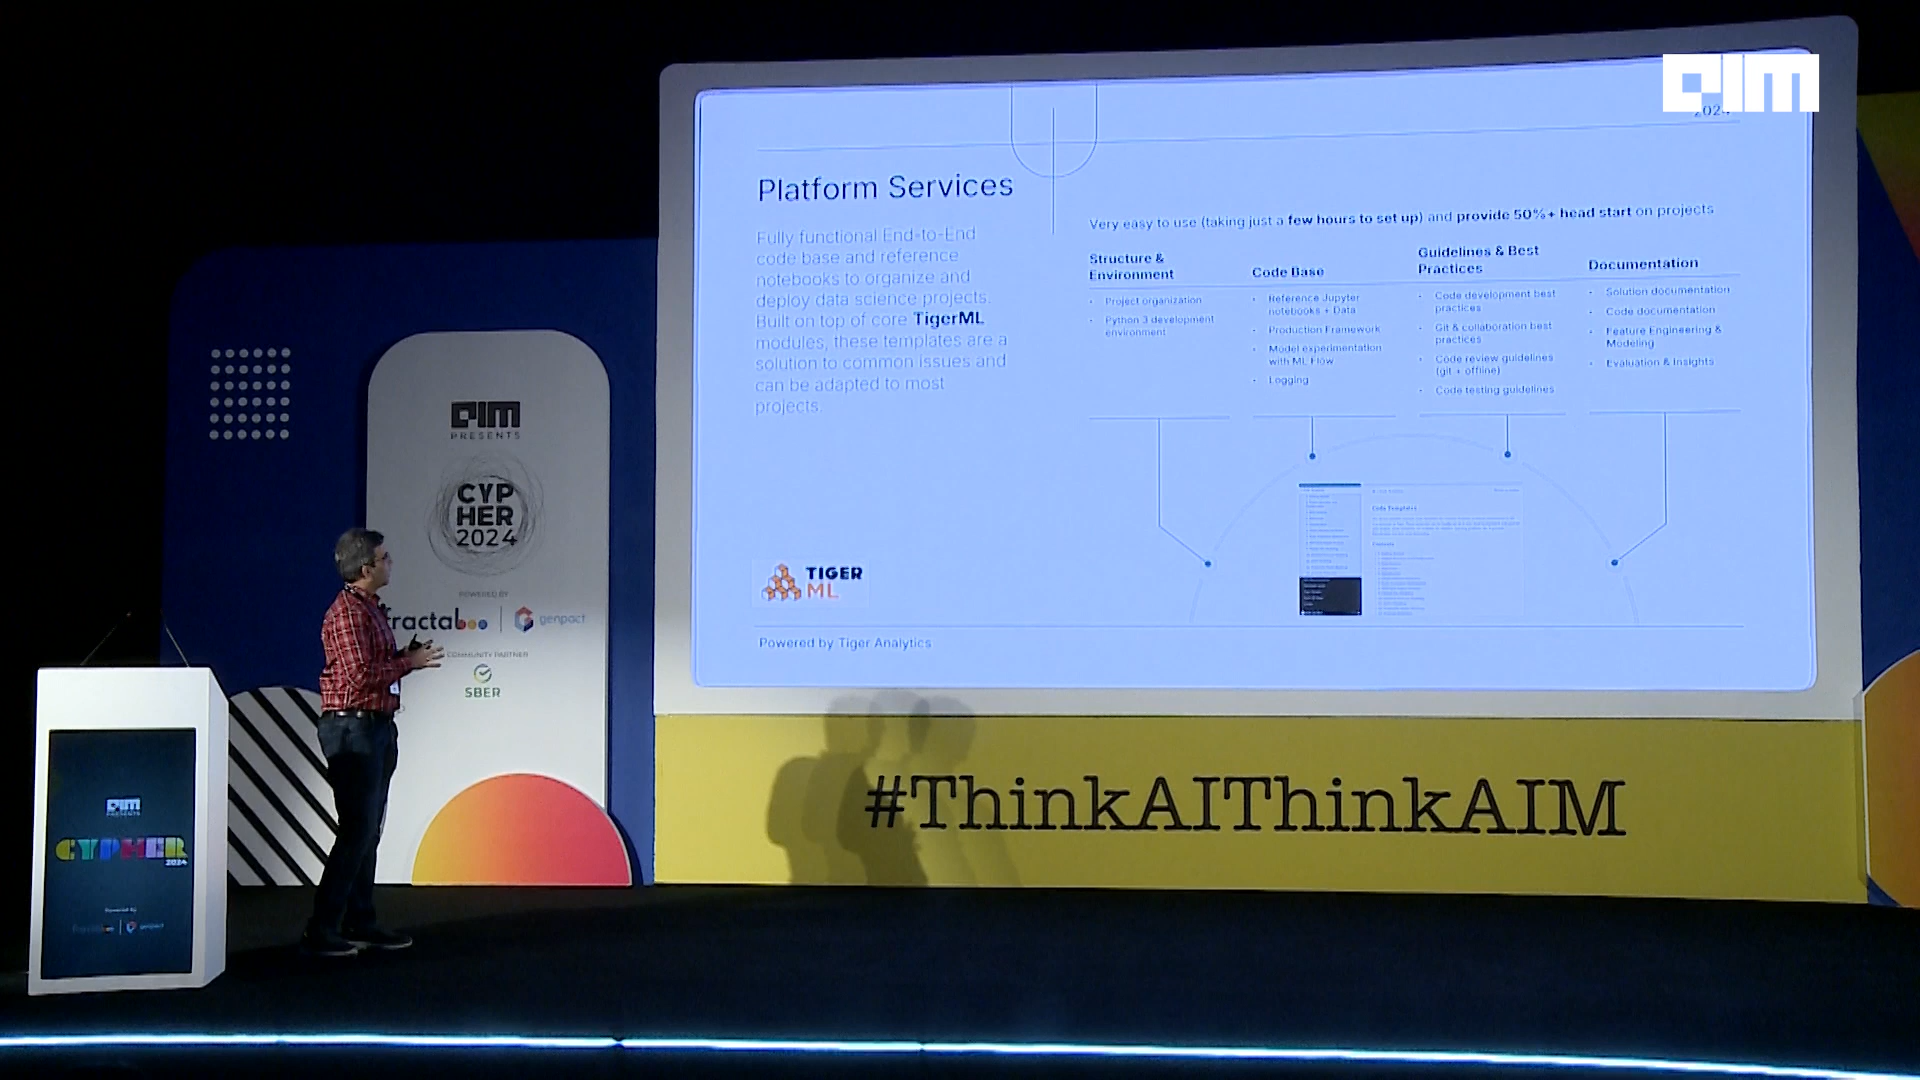 AIM
2024
Platform Services
Fully functional End-to-End
code base and reference
notebooks to organize and
deploy data science projects.
Built on top of core TigerML
modules, these templates are a
solution to common issues and
can be adapted to most
projects.
Very easy to use (taking just a few hours to set up) and provide 50%+ head start on projects
Structure &
Environment
• Project organization
• Python 3 development
environment
Code Base
• Reference Jupyter
notebooks + Data
• Production Framework
• Model experimentation
with ML Flow
• Logging
Guidelines & Best
Practices
• Code development best
practices
• Git & collaboration best
practices
• Code review guidelines
(git + offline)
• Code testing guidelines
Documentation
• Solution documentation
• Code documentation
• Feature Engineering &
Modeling
• Evaluation & Insights
Code Templates
TIGER
ML
Powered by Tiger Analytics
AIM
PRESENTS
CYP
HER
2024
POWERED BY
fractal
genpact
COMMUNITY PARTNER
SBER
#ThinkAIThinkAIM
AIM
PRESENTS
CYPHER
2024
Powered By
fractal
genpact